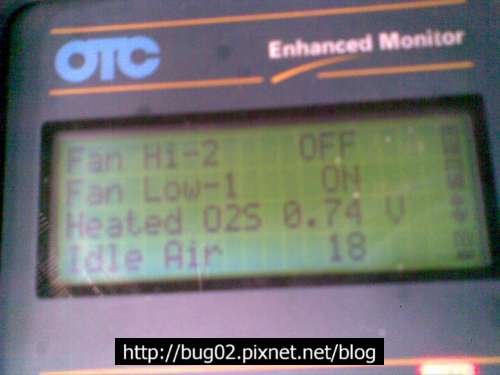 OTC
Enhanced Monitor
Fan Hi-2 OFF
Fan Low-1 ON
Heated O2S 0.74 V
Idle Air 18
http://bug02.pixnet.net/blog